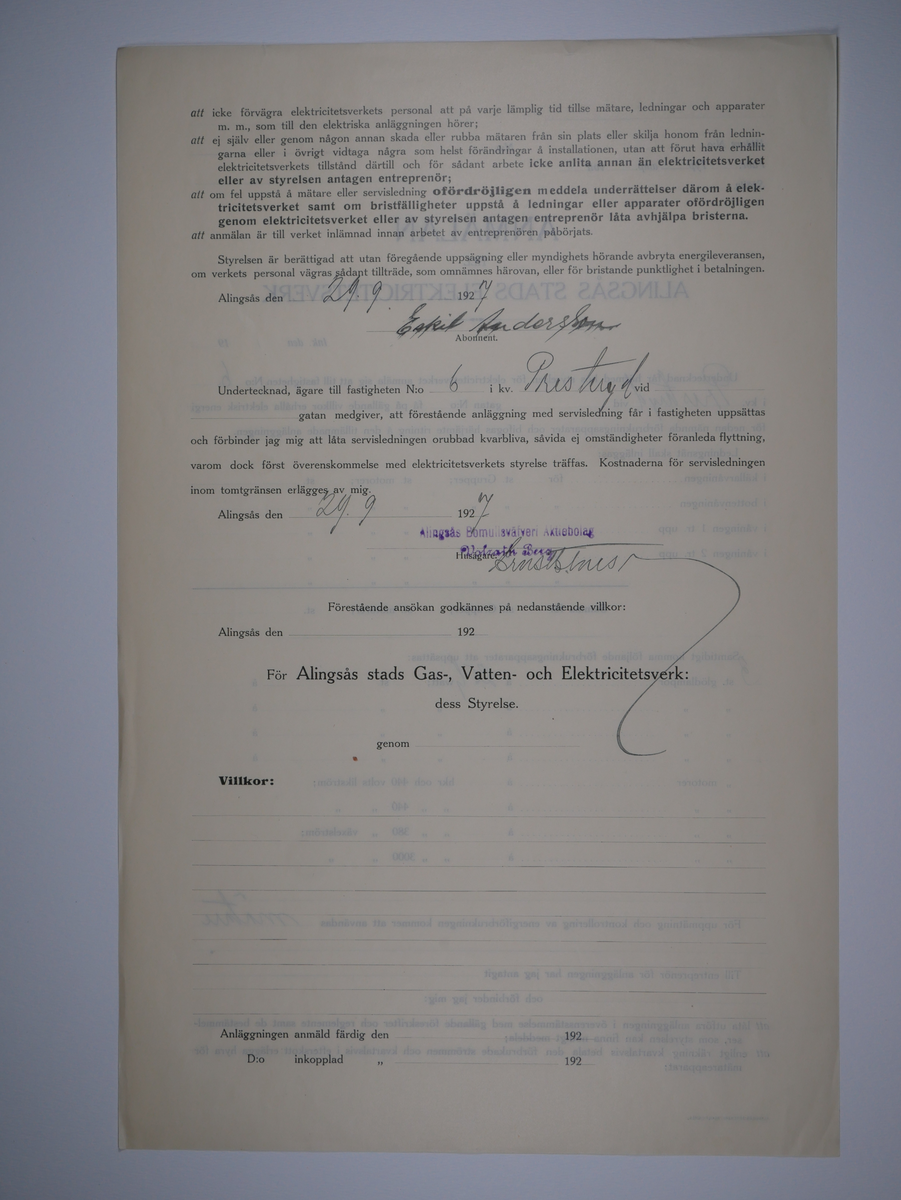 att icke förvägra elektricitetsverkets personal att på varje lämplig tid tillse mätare, ledningar och apparater
m. m., som till den elektriska anläggningen hörer;
att ej själv eller genom någon annan skada eller rubba mätaren från sin plats eller skilja honom från lednin-
garna eller i övrigt vidtaga några som helst förändringar å installationen, utan att förut hava erhållit
elektricitetsverkets tillstånd därtill och för sådant arbete icke anlita annan än elektricitetsverket
eller av styrelsen antagen entreprenör;
att om fel uppstå å mätare eller servisledning ofördröjligen meddela underrättelser därom å elek-
tricitetsverket samt om bristfälligheter uppstå å ledningar eller apparater ofördröjligen
genom elektricitetsverket eller av styrelsen antagen entreprenör låta avhjälpa bristerna.
att anmälan är till verket inlämnad innan arbetet av entreprenören påbörjats.
Styrelsen är berättigad att utan föregående uppsägning eller myndighets hörande avbryta energileveransen,
om verkets personal vägras sådant tillträde, som omnämnes härovan, eller för bristande punktlighet i betalningen.
Alingsås den 29. 9 1927
Eskil Andersson
Abonnent.
Undertecknad, ägare till fastigheten N:o 6 i kv. Prestryd vid
gatan medgiver, att förestående anläggning med servisledning får i fastigheten uppsättas
och förbinder jag mig att låta servisledningen orubbad kvarbliva, såvida ej omständigheter föranleda flyttning,
varom dock först överenskommelse med elektricitetsverkets styrelse träffas. Kostnaderna för servisledningen
inom tomtgränsen erlägges av mig.
Alingsås den 29. 9 1927
Alingsås Bomullsväfveri Aktiebolag
Husägare.
Förestående ansökan godkännes på nedanstående villkor:
Alingsås den 192
För Alingsås stads Gas-, Vatten- och Elektricitetsverk:
dess Styrelse.
genom
Villkor:
Anläggningen anmäld färdig den 192
D:o inkopplad „ 192